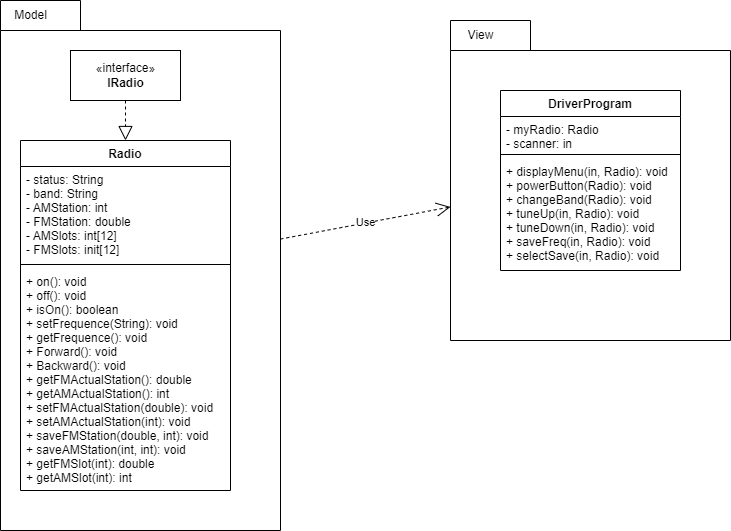 Model
«interface»
IRadio
Radio
- status: String
- band: String
- AMStation: int
- FMStation: double
- AMSlots: int[12]
- FMSlots: init[12]
+ on(): void
+ off(): void
+ isOn(): boolean
+ setFrequence(String): void
+ getFrequence(): void
+ Forward(): void
+ Backward(): void
+ getFMActualStation(): double
+ getAMActualStation(): int
+ setFMActualStation(double): void
+ setAMActualStation(int): void
+ saveFMStation(double, int): void
+ saveAMStation(int, int): void
+ getFMSlot(int): double
+ getAMSlot(int): int
Use
View
DriverProgram
- myRadio: Radio
- scanner: in
+ displayMenu(in, Radio): void
+ powerButton(Radio): void
+ changeBand(Radio): void
+ tuneUp(in, Radio): void
+ tuneDown(in, Radio): void
+ saveFreq(in, Radio): void
+ selectSave(in, Radio): void